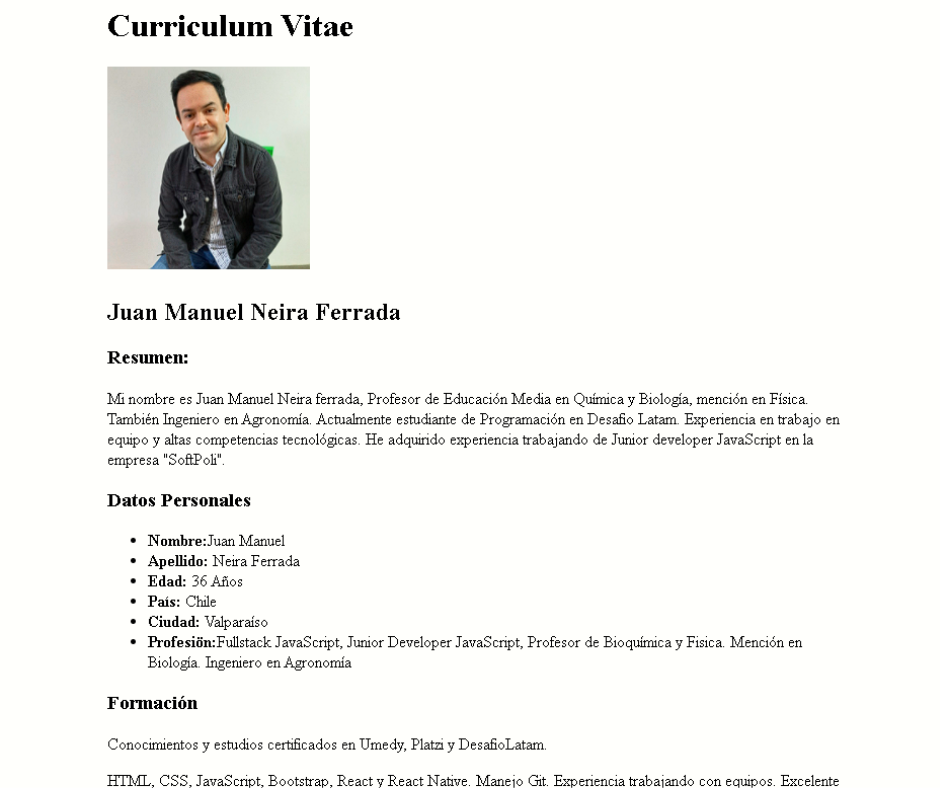 Curriculum Vitae
Juan Manuel Neira Ferrada
Resumen:
Mi nombre es Juan Manuel Neira ferrada, Profesor de Educación Media en Química y Biología, mención en Física.
También Ingeniero en Agronomía. Actualmente estudiante de Programación en Desafio Latam. Experiencia en trabajo en
equipo y altas competencias tecnológicas. He adquirido experiencia trabajando de Junior developer JavaScript en la
empresa "SoftPoli".
Datos Personales
• Nombre:Juan Manuel
• Apellido: Neira Ferrada
• Edad: 36 Años
• País: Chile
• Ciudad: Valparaíso
• Profesiön:Fullstack JavaScript, Junior Developer JavaScript, Profesor de Bioquímica y Fisica. Mención en
Biología. Ingeniero en Agronomía
Formación
Conocimientos y estudios certificados en Umedy, Platzi y DesafioLatam.
HTML, CSS, JavaScript, Bootstrap, React y React Native. Manejo Git. Experiencia trabajando con equipos. Excelente